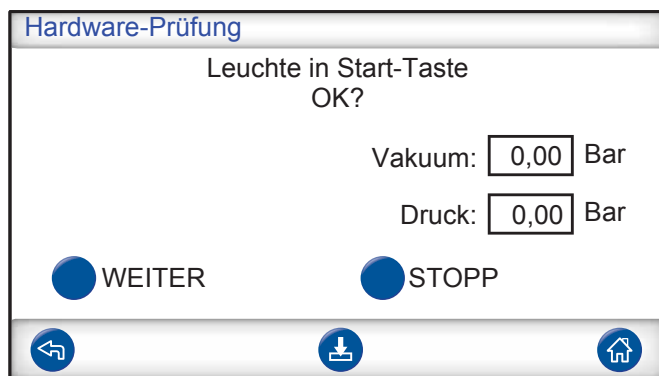 Hardware-Prüfung
Leuchte in Start-Taste
OK?
Vakuum: 0,00 Bar
Druck: 0,00 Bar
WEITER STOPP